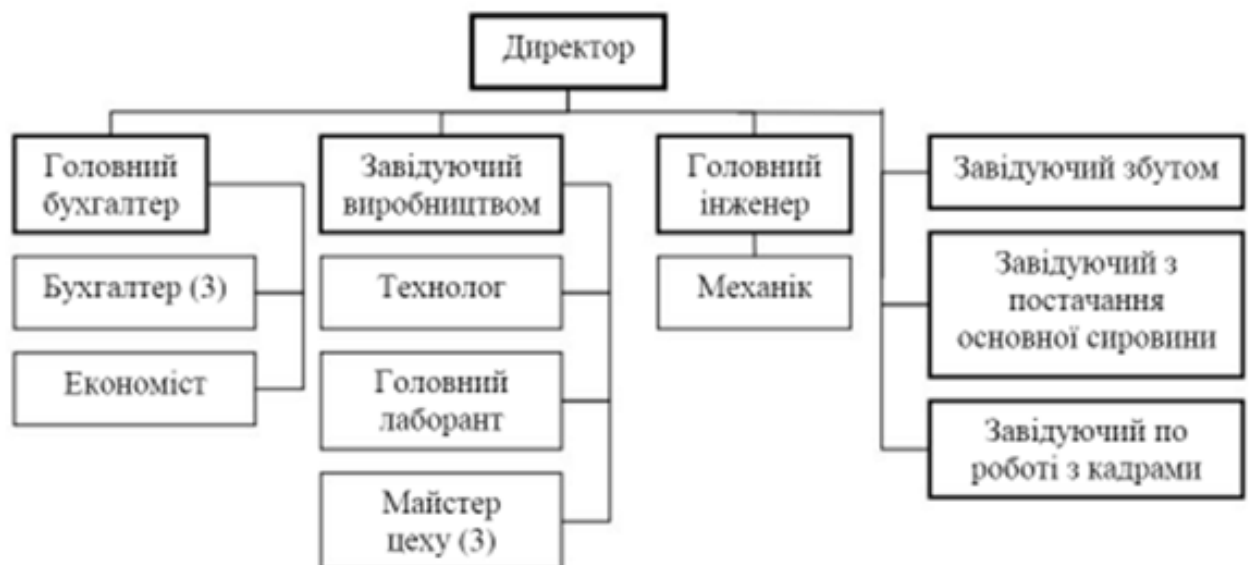 Директор
Головний
бухгалтер
Завідуючий
виробництвом
Головний
інженер
Завідуючий збутом
Бухгалтер (3)
Технолог
Механік
Завідуючий з
постачання
основної сировини
Економіст
Головний
лаборант
Завідуючий по
роботі з кадрами
Майстер
цеху (3)